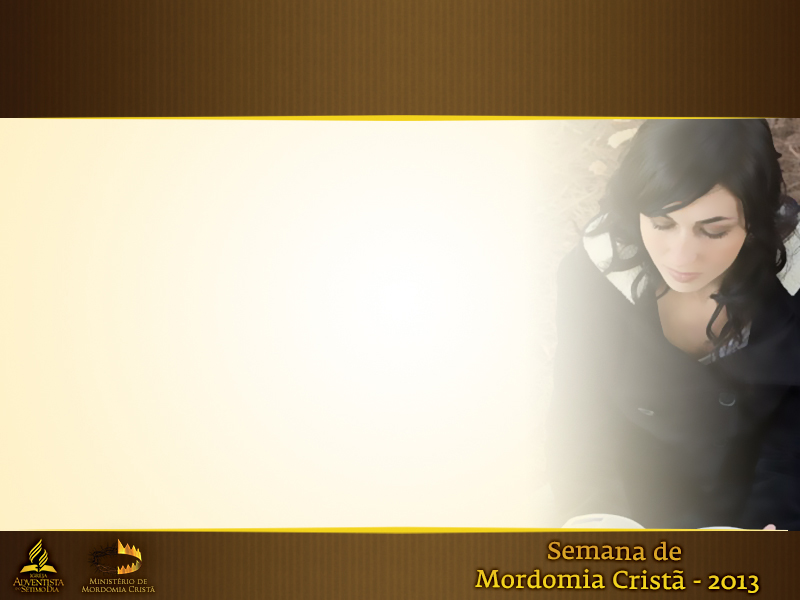 IGREJA
ADVENTISTA
DO SÉTIMO DIA
MINISTÉRIO DE
MORDOMIA CRISTÃ
Semana de
Mordomia Cristã - 2013